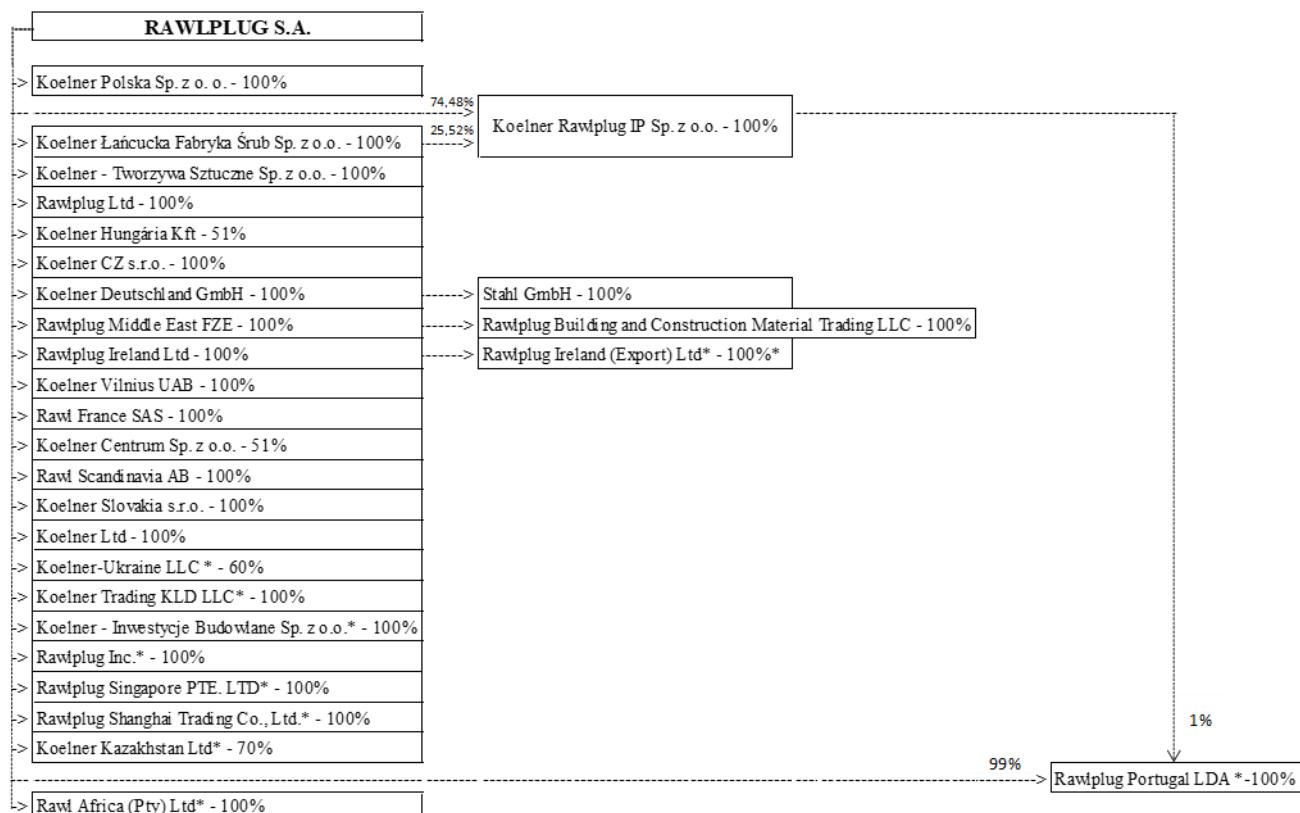 RAWLPLUG S.A.
Koelner Polska Sp. z o. o. - 100%
74,48%
Koelner Rawlplug IP Sp. z o.o. - 100%
25,52%
Koelner Łańcucka Fabryka Śrub Sp. z o.o. - 100%
Koelner - Tworzywa Sztuczne Sp. z o.o. - 100%
Rawlplug Ltd - 100%
Koelner Hungária Kft - 51%
Koelner CZ s.r.o. - 100%
Koelner Deutschland GmbH - 100%
Stahl GmbH - 100%
Rawlplug Middle East FZE - 100%
Rawlplug Building and Construction Material Trading LLC - 100%
Rawlplug Ireland Ltd - 100%
Rawlplug Ireland (Export) Ltd* - 100%*
Koelner Vilnius UAB - 100%
Rawl France SAS - 100%
Koelner Centrum Sp. z o.o. - 51%
Rawl Scandinavia AB - 100%
Koelner Slovakia s.r.o. - 100%
Koelner Ltd - 100%
Koelner-Ukraine LLC * - 60%
Koelner Trading KLD LLC* - 100%
Koelner - Inwestycje Budowlane Sp. z o.o.* - 100%
Rawlplug Inc.* - 100%
Rawlplug Singapore PTE. LTD* - 100%
Rawlplug Shanghai Trading Co., Ltd.* - 100%
1%
Koelner Kazakhstan Ltd* - 70%
99%
Rawlplug Portugal LDA *-100%
Rawl Africa (Pty) Ltd* - 100%